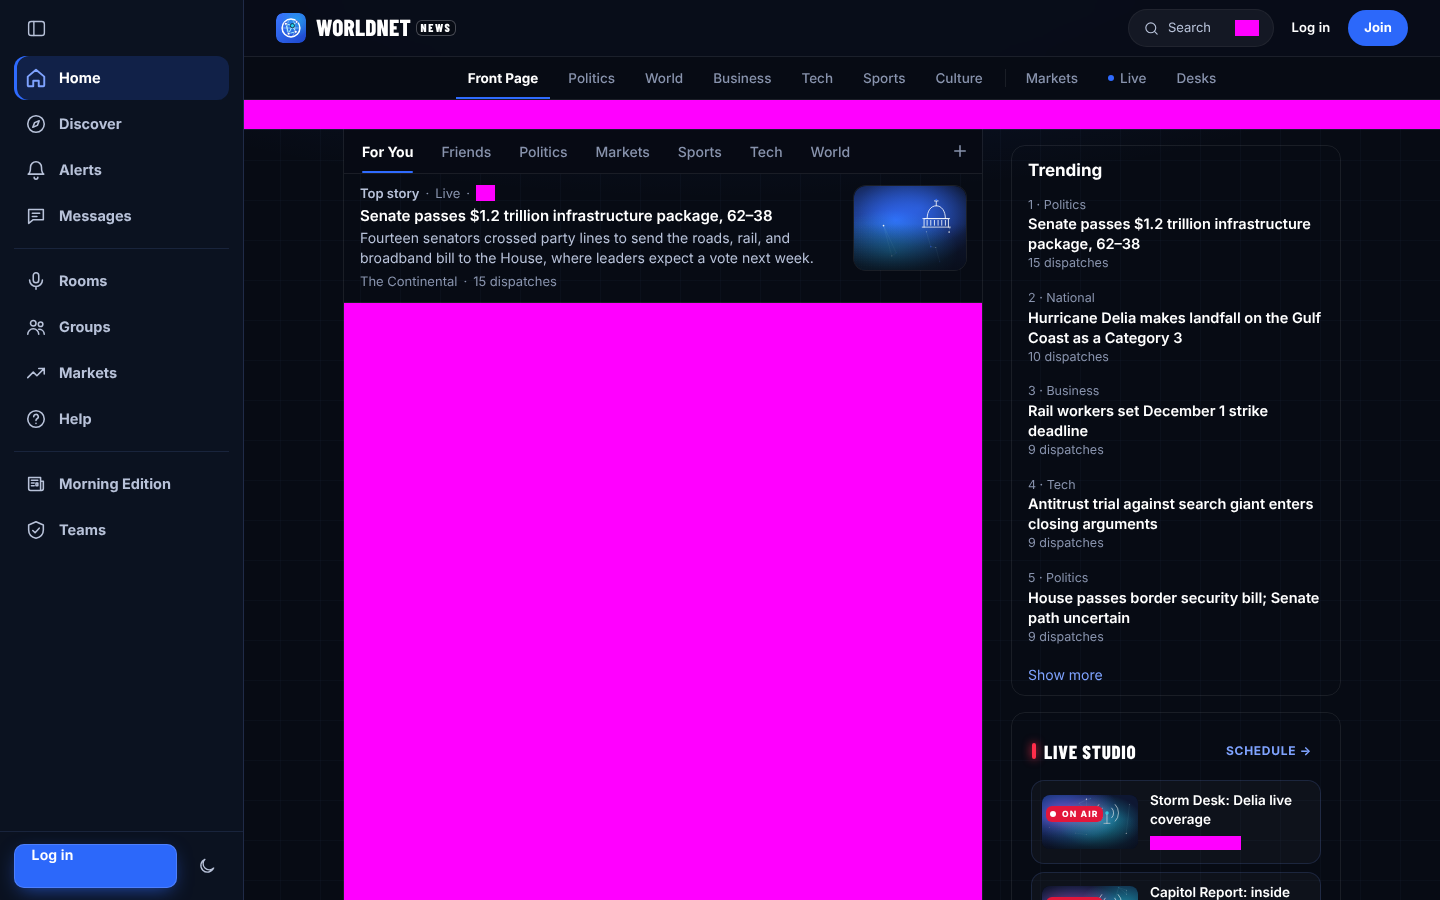 WORLDNET NEWS
Search
Log in
Join
Home
Discover
Alerts
Messages
Rooms
Groups
Markets
Help
Morning Edition
Teams
Log in
Front Page
Politics
World
Business
Tech
Sports
Culture
Markets
Live
Desks
For You
Friends
Politics
Markets
Sports
Tech
World
Top story · Live ·
Senate passes $1.2 trillion infrastructure package, 62–38
Fourteen senators crossed party lines to send the roads, rail, and
broadband bill to the House, where leaders expect a vote next week.
The Continental · 15 dispatches
Trending
1 · Politics
Senate passes $1.2 trillion infrastructure
package, 62–38
15 dispatches
2 · National
Hurricane Delia makes landfall on the Gulf
Coast as a Category 3
10 dispatches
3 · Business
Rail workers set December 1 strike
deadline
9 dispatches
4 · Tech
Antitrust trial against search giant enters
closing arguments
9 dispatches
5 · Politics
House passes border security bill; Senate
path uncertain
9 dispatches
Show more
LIVE STUDIO
SCHEDULE →
ON AIR
Storm Desk: Delia live
coverage
Capitol Report: inside